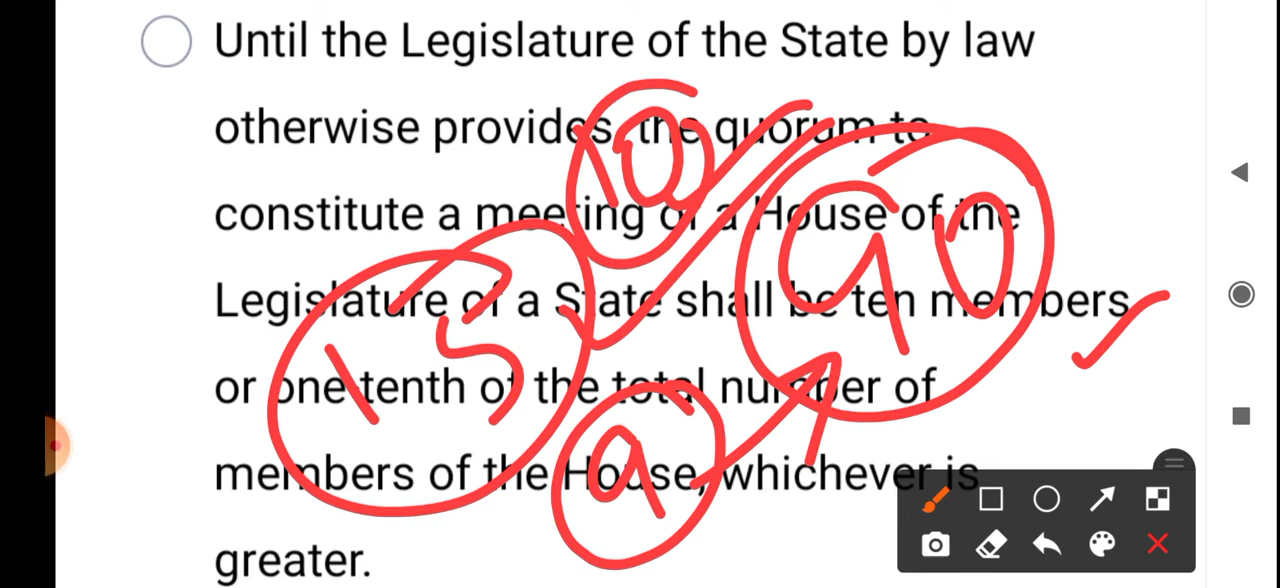 Until the Legislature of the State by law
otherwise provides, the quorum to
constitute a meeting of a House of the
Legislature of a State shall be ten members
or one-tenth of the total number of
members of the House, whichever is
greater.
10
90
15
9